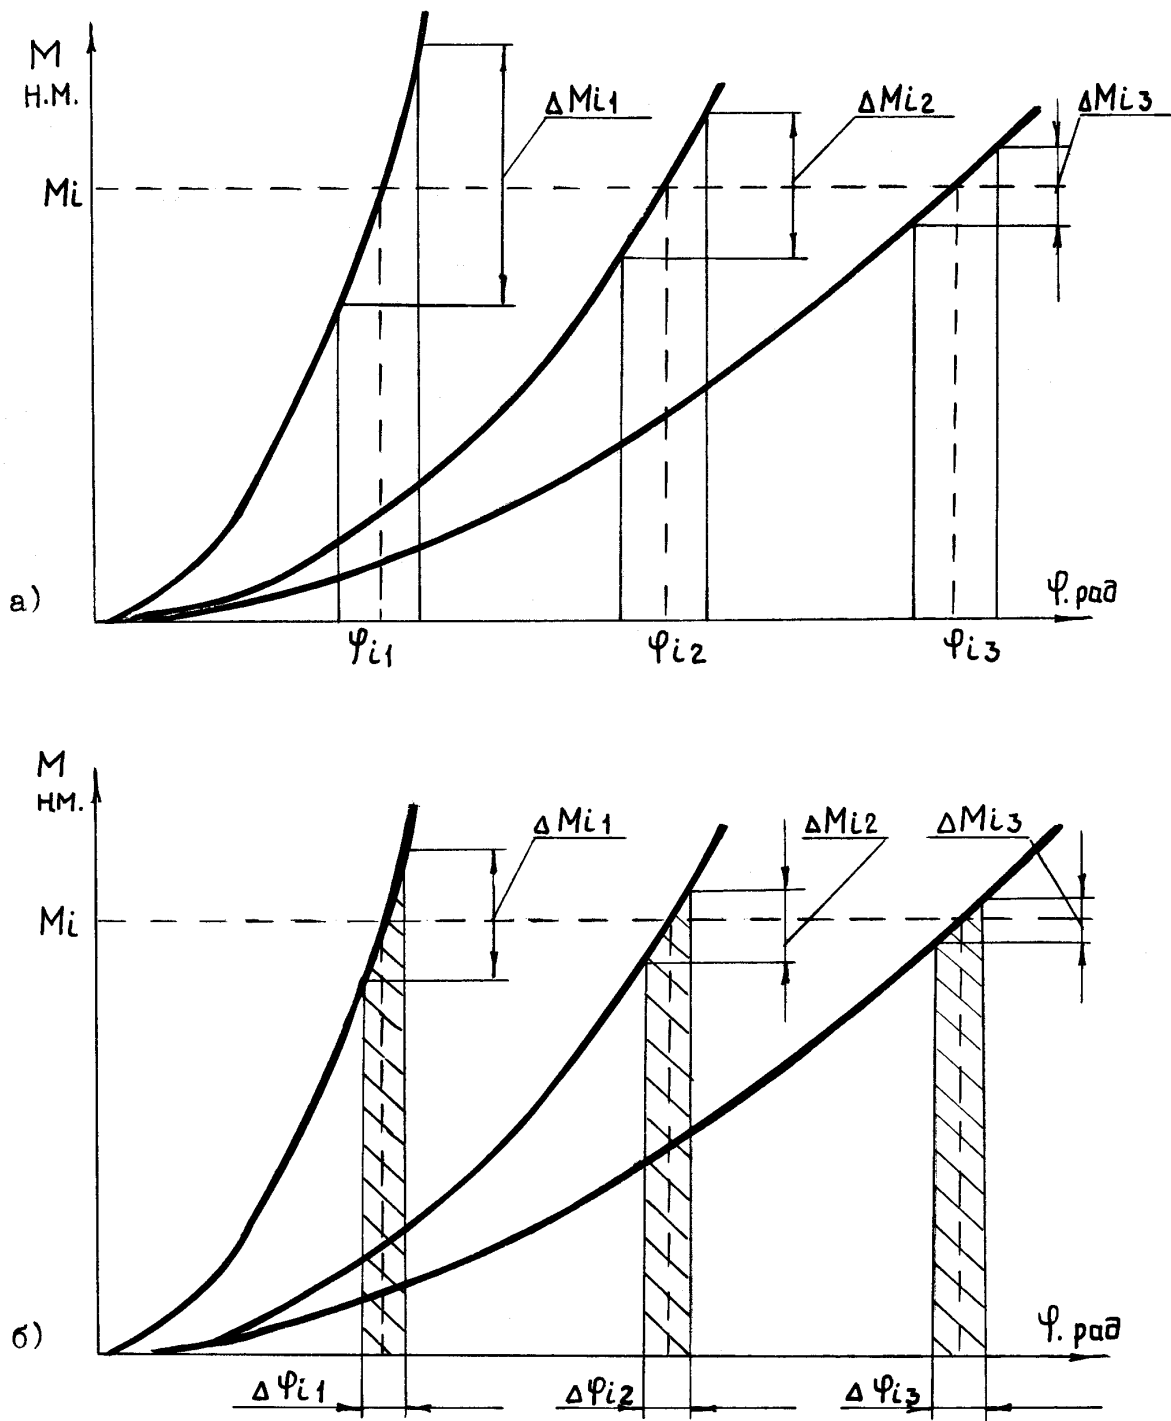 М
Н.М.
ΔMi1
ΔMi2
ΔMi3
Mi
а)
φ. рад
φi1
φi2
φi3
М
НМ.
ΔMi1
ΔMi2
ΔMi3
Mi
б)
φ. рад
Δφi1
Δφi2
Δφi3